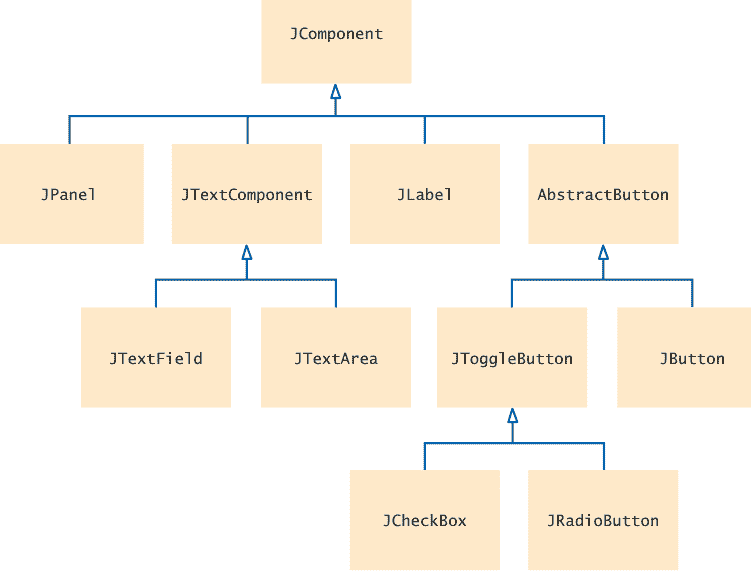 JComponent
JPanel
JTextComponent
JLabel
AbstractButton
JTextField
JTextArea
JToggleButton
JButton
JCheckBox
JRadioButton